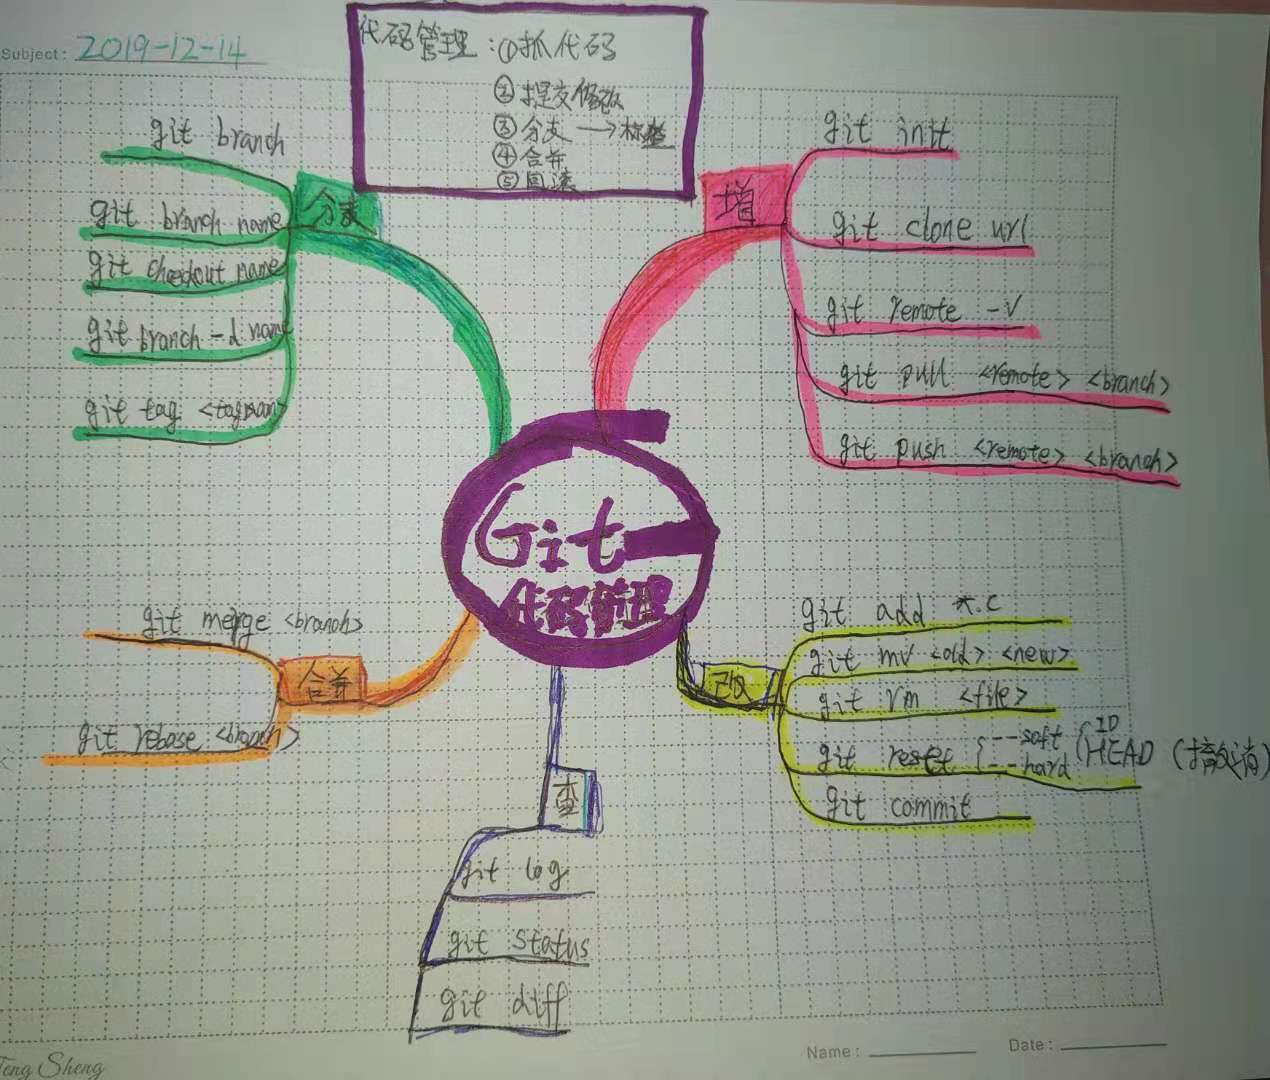 Subject: 2019-12-14
代码管理:①抓代码
②提交修改
③分支→标签
④合并
⑤回滚
分支
git branch
git branch name
git checkout name
git branch -d name
git tag <tagman>
增
git init
git clone url
git remote -v
git pull <remote> <branch>
git push <remote> <branch>
Git
代码管理
合并
git merge <branch>
git rebase <branch>
改
git add *.c
git mv <old> <new>
git rm <file>
git reset {--soft --hard {ID HEAD
git commit
查
git log
git status
git diff
Name:
Date:
Teng Sheng